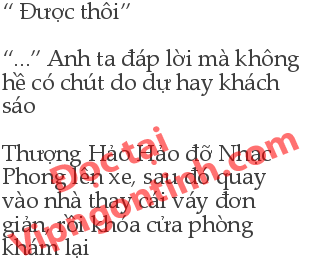 “ Được thôi”
“...” Anh ta đáp lời mà không
hề có chút do dự hay khách
sáo
Thượng Hảo Hảo đỡ Nhạc
Phong lên xe, sau đó quay
vào nhà thay cái váy đơn
giản, rồi khóa cửa phòng
khám lại
Đọc tại
Vipngontinh.com